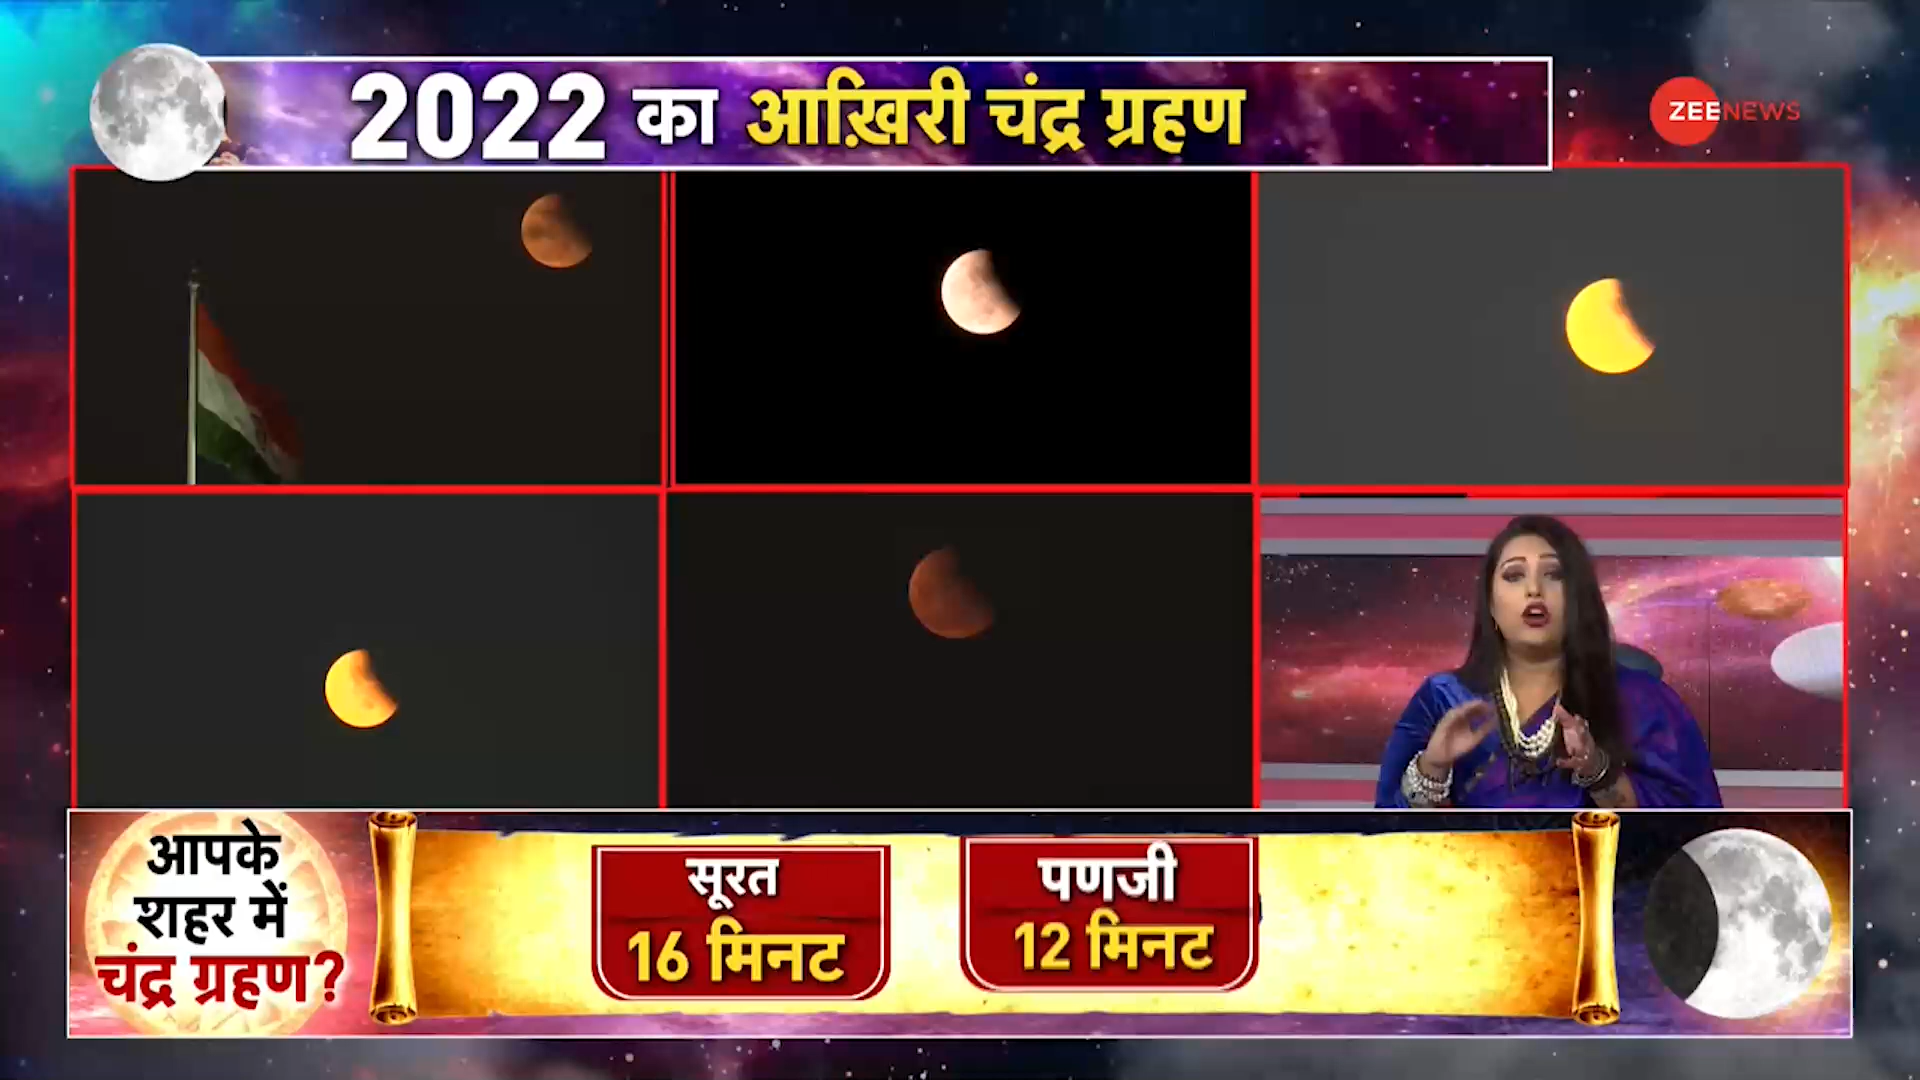 2022 का आख़िरी चंद्र ग्रहण
ZEENEWS
आपके
शहर में
चंद्र ग्रहण?
सूरत
16 मिनट
पणजी
12 मिनट